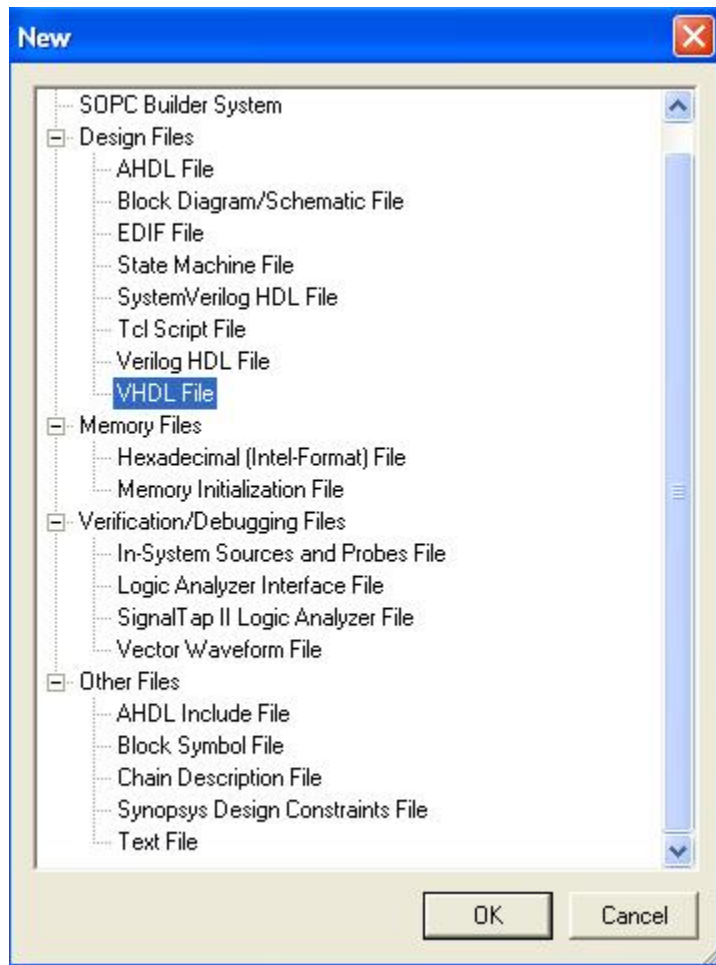 New
SOPC Builder System
Design Files
AHDL File
Block Diagram/Schematic File
EDIF File
State Machine File
SystemVerilog HDL File
Tcl Script File
Verilog HDL File
VHDL File
Memory Files
Hexadecimal (Intel-Format) File
Memory Initialization File
Verification/Debugging Files
In-System Sources and Probes File
Logic Analyzer Interface File
SignalTap II Logic Analyzer File
Vector Waveform File
Other Files
AHDL Include File
Block Symbol File
Chain Description File
Synopsys Design Constraints File
Text File
OK Cancel